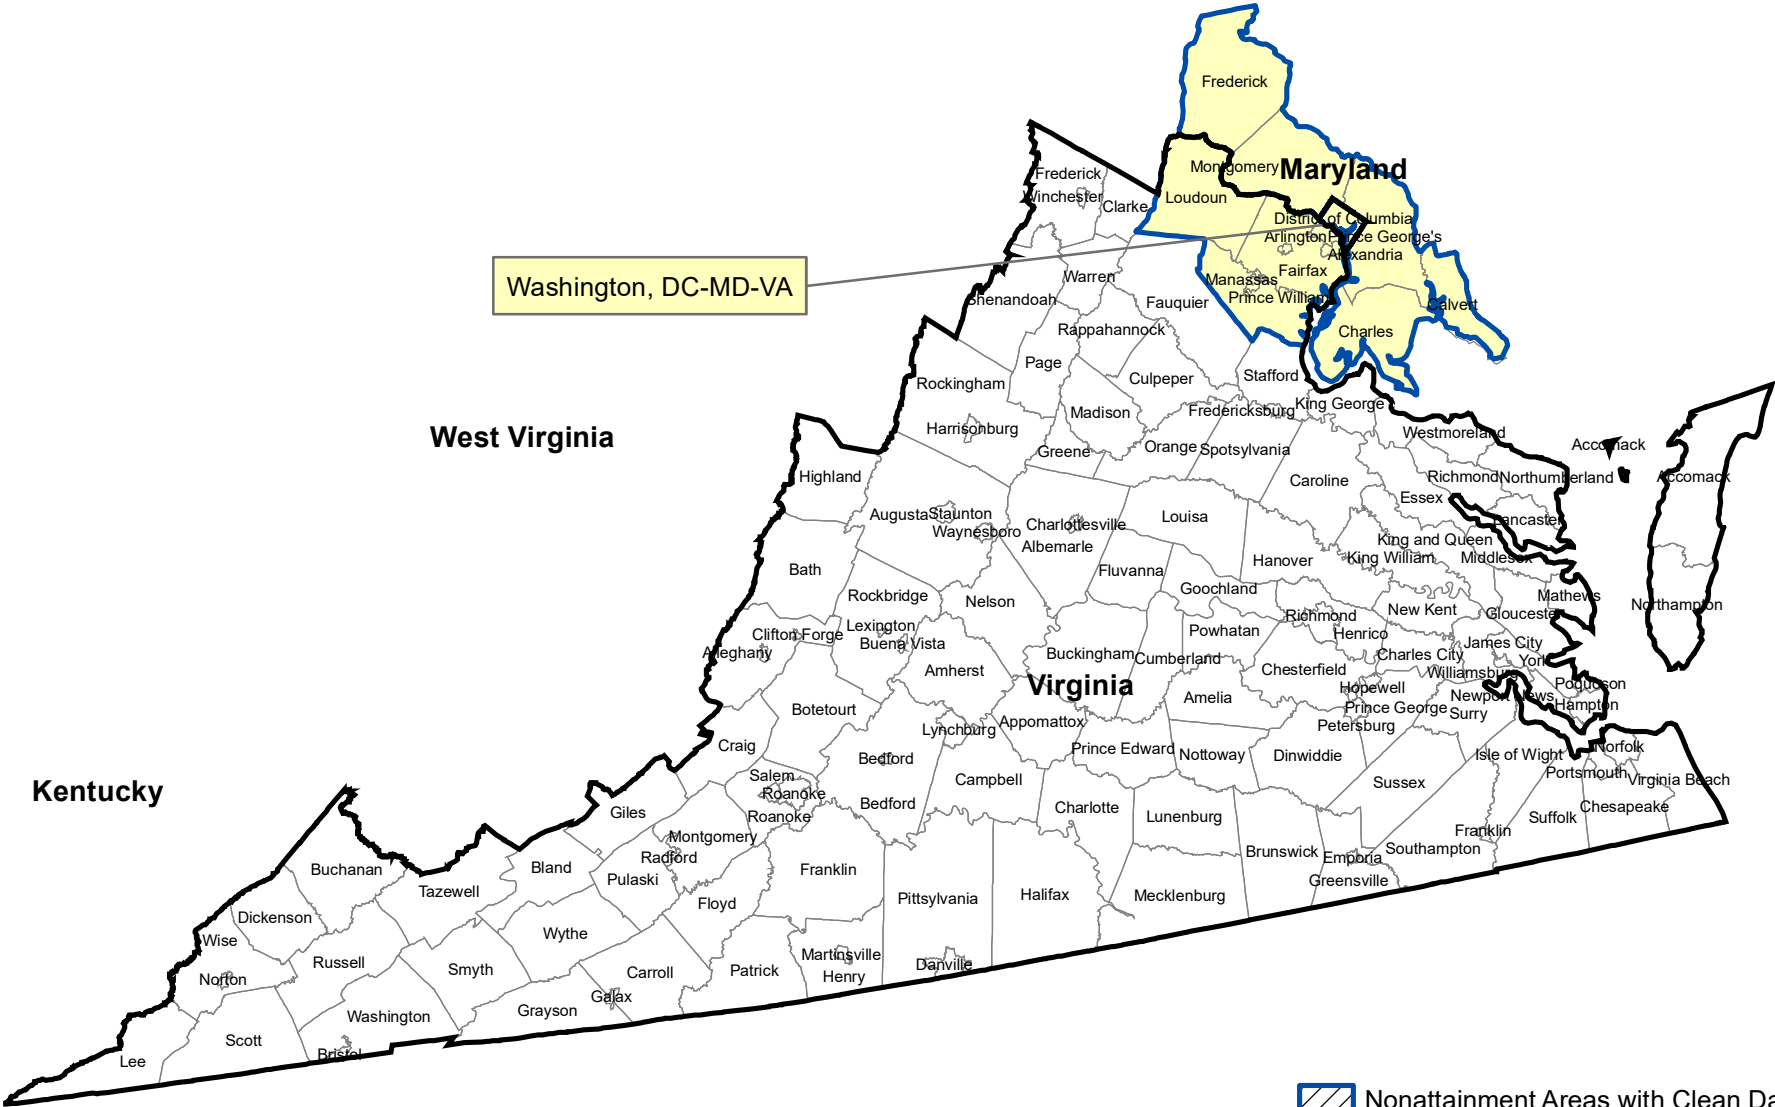 Frederick
Montgomery
Maryland
Frederick
Winchester
Clarke
Loudoun
District of Columbia
Arlington
Prince George's
Alexandria
Washington, DC-MD-VA
Warren
Manassas
Fairfax
Prince William
Shenandoah
Fauquier
Calvert
Rappahannock
Charles
Page
Rockingham
Culpeper
Stafford
Madison
Fredericksburg
King George
West Virginia
Harrisonburg
Greene
Orange
Spotsylvania
Westmoreland
Accomack
Highland
Caroline
Richmond
Northumberland
Accomack
Essex
Augusta
Staunton
Waynesboro
Charlottesville
Albemarle
Louisa
Lancaster
King and Queen
King William
Middlesex
Bath
Fluvanna
Hanover
Goochland
Rockbridge
Nelson
Mathews
Northampton
New Kent
Gloucester
Richmond
Lexington
Buena Vista
Clifton Forge
Alleghany
Powhatan
Henrico
James City
Buckingham
Cumberland
Charles City
York
Amherst
Chesterfield
Williamsburg
Virginia
Hopewell
Poquoson
Amelia
Newport News
Hampton
Botetourt
Prince George
Surry
Appomattox
Petersburg
Lynchburg
Craig
Prince Edward
Nottoway
Dinwiddie
Isle of Wight
Norfolk
Bedford
Portsmouth
Virginia Beach
Salem
Roanoke
Campbell
Sussex
Kentucky
Bedford
Charlotte
Chesapeake
Giles
Roanoke
Lunenburg
Suffolk
Montgomery
Franklin
Radford
Southampton
Brunswick
Emporia
Buchanan
Bland
Pulaski
Franklin
Greensville
Tazewell
Pittsylvania
Halifax
Mecklenburg
Floyd
Dickenson
Wythe
Wise
Martinsville
Russell
Danville
Smyth
Carroll
Patrick
Henry
Norton
Galax
Grayson
Washington
Scott
Bristol
Lee
Nonattainment Areas with Clean Da